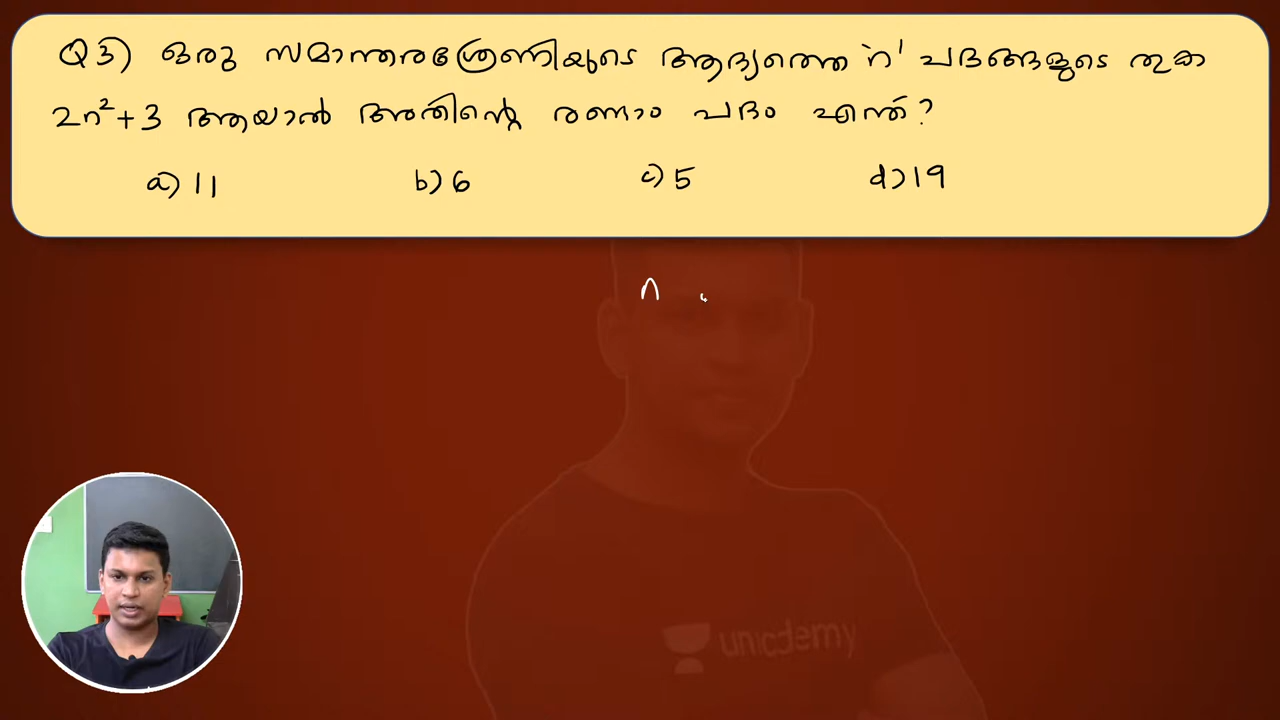 Q3) ഒരു സമാന്തരശ്രേണിയുടെ ആദ്യത്തെ 'n' പദങ്ങളുടെ തുക
2n²+3 ആയാൽ അതിന്റെ രണ്ടാം പദം എന്ത്?
a) 11 b) 6 c) 5 d) 19
n
unacademy